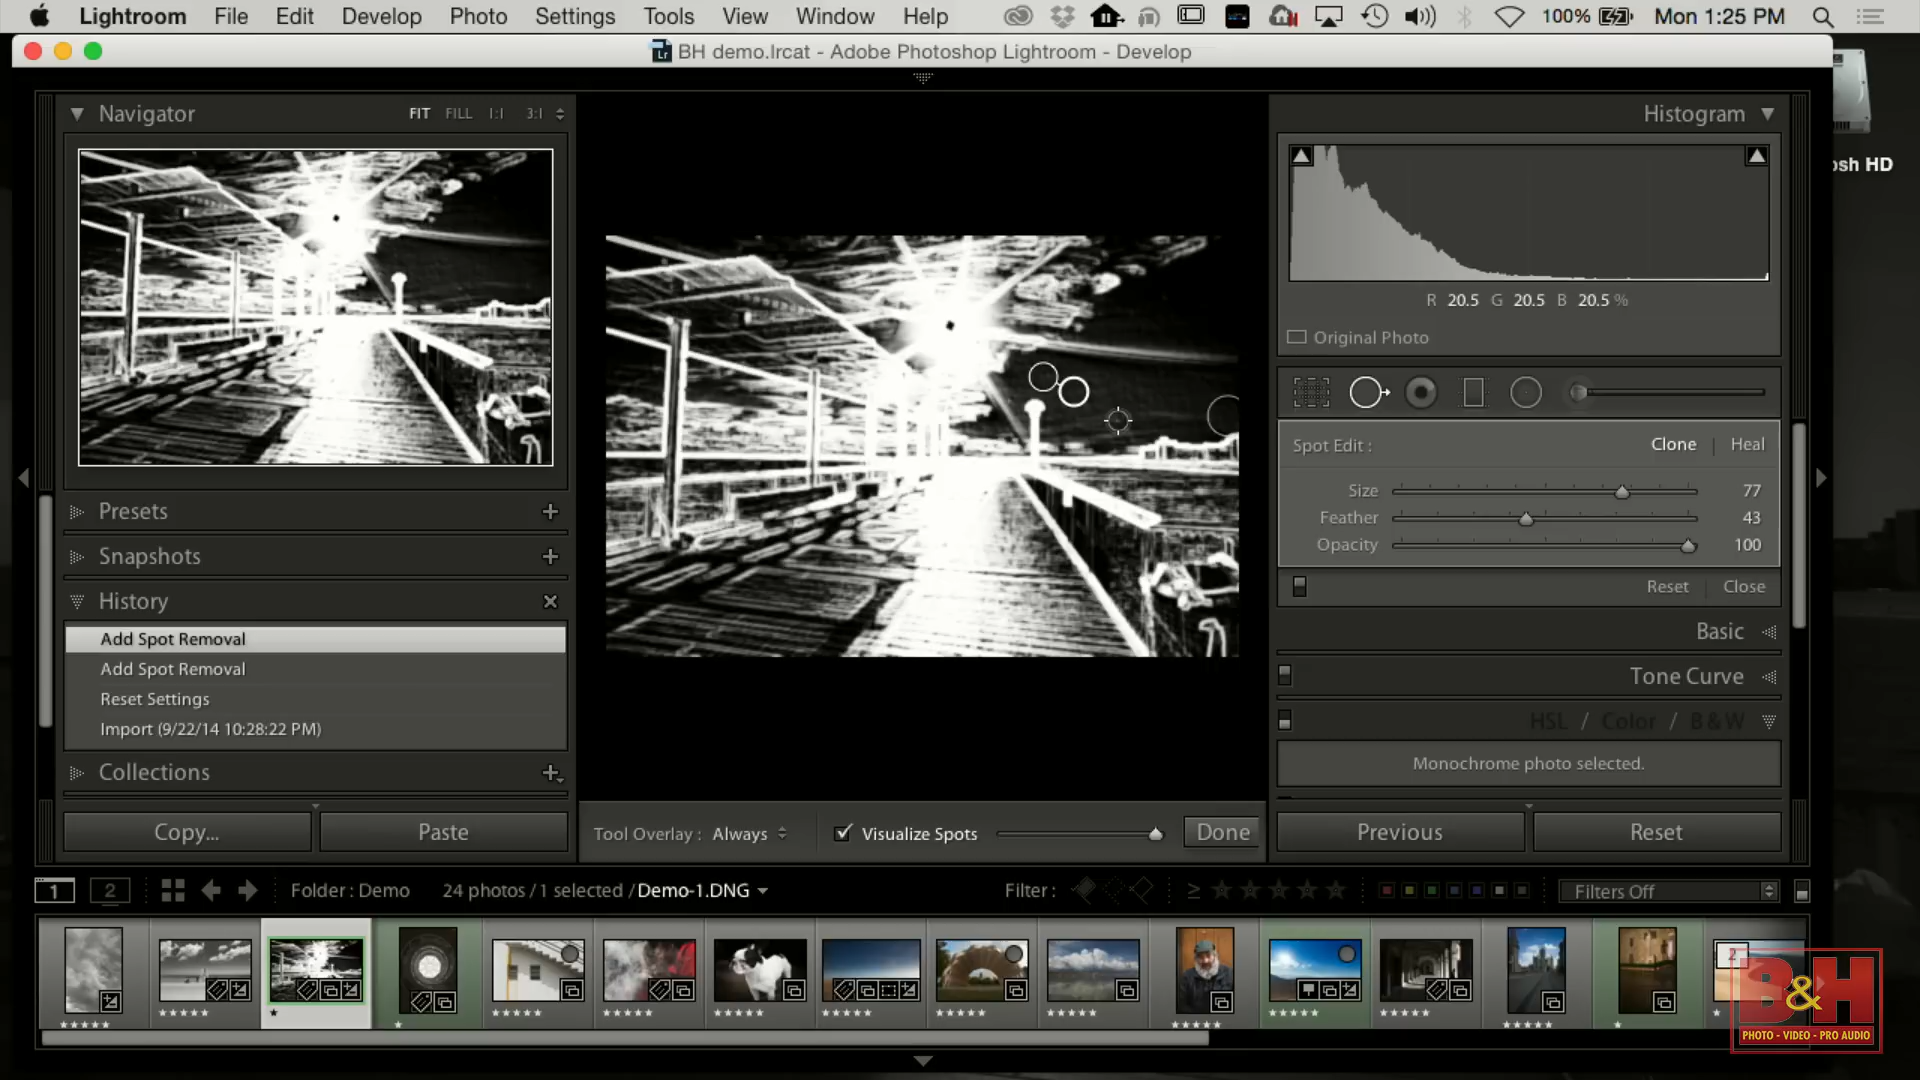 Lightroom File Edit Develop Photo Settings Tools View Window Help 100% Mon 1:25 PM
Lr BH demo.lrcat - Adobe Photoshop Lightroom - Develop
Navigator FIT FILL 1:1 3:1
Histogram
osh HD
R 20.5 G 20.5 B 20.5 %
Original Photo
Spot Edit : Clone | Heal
Size 77
Feather 43
Opacity 100
Reset | Close
Presets
Snapshots
History
Add Spot Removal
Add Spot Removal
Reset Settings
Import (9/22/14 10:28:22 PM)
Collections
Basic
Tone Curve
HSL / Color / B & W
Monochrome photo selected.
Copy... Paste
Tool Overlay : Always Visualize Spots Done
Previous Reset
1 2 Folder : Demo 24 photos / 1 selected / Demo-1.DNG Filter : ≥ Filters Off
2
B&H
PHOTO - VIDEO - PRO AUDIO